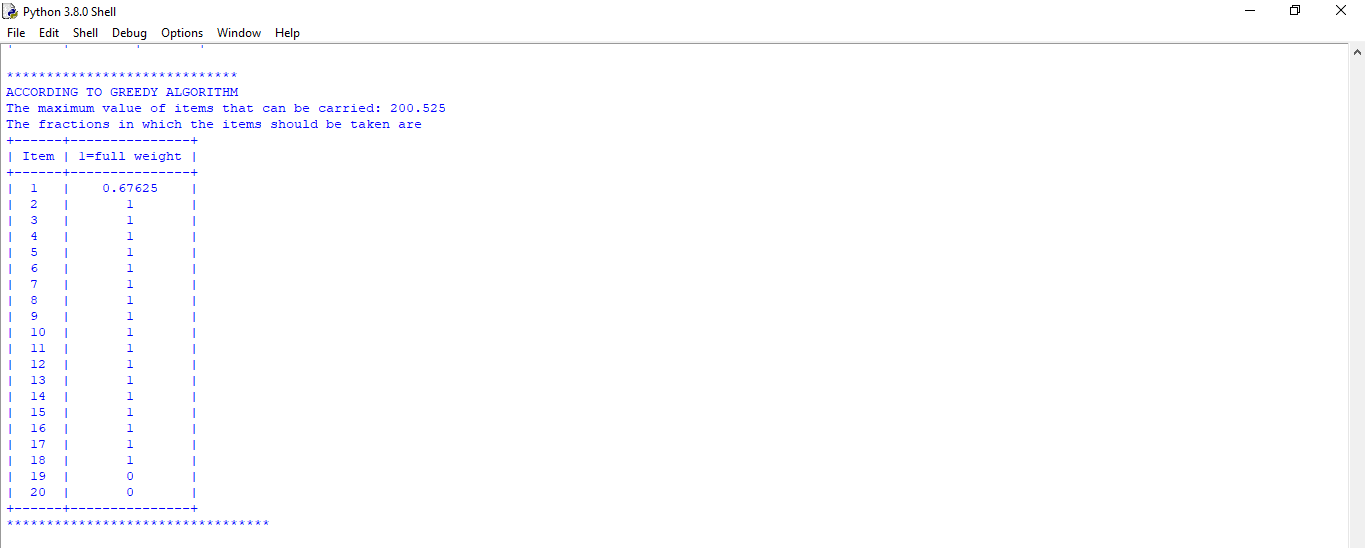 Python 3.8.0 Shell
File Edit Shell Debug Options Window Help
*****************************
ACCORDING TO GREEDY ALGORITHM
The maximum value of items that can be carried: 200.525
The fractions in which the items should be taken are
+------+---------------+
| Item | 1=full weight |
+------+---------------+
| 1 | 0.67625 |
| 2 | 1 |
| 3 | 1 |
| 4 | 1 |
| 5 | 1 |
| 6 | 1 |
| 7 | 1 |
| 8 | 1 |
| 9 | 1 |
| 10 | 1 |
| 11 | 1 |
| 12 | 1 |
| 13 | 1 |
| 14 | 1 |
| 15 | 1 |
| 16 | 1 |
| 17 | 1 |
| 18 | 1 |
| 19 | 0 |
| 20 | 0 |
+------+---------------+
*********************************